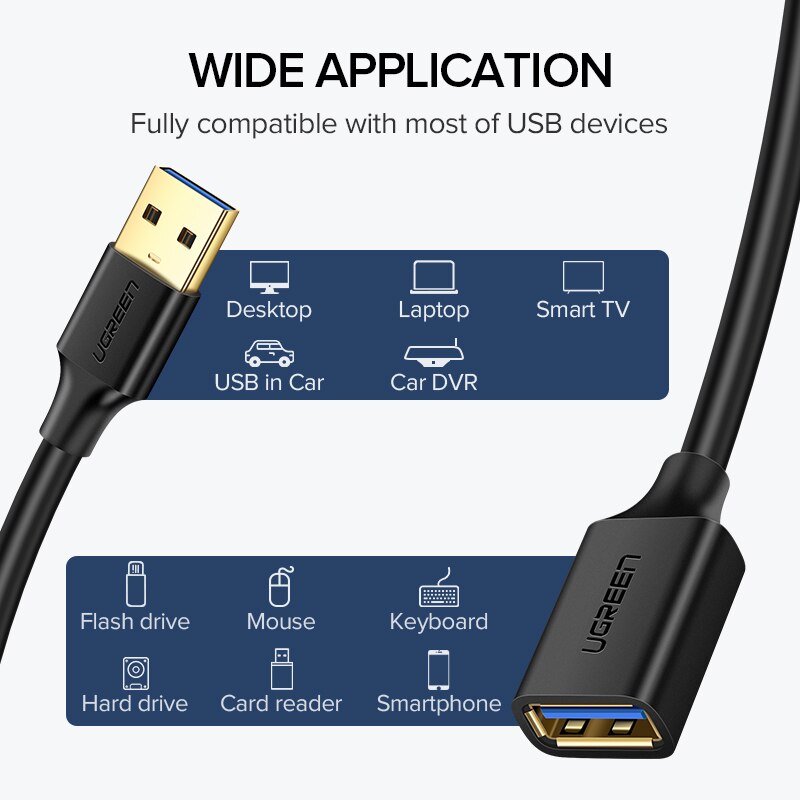 WIDE APPLICATION
Fully compatible with most of USB devices
UGREEN
Desktop
Laptop
Smart TV
USB in Car
Car DVR
Flash drive
Mouse
Keyboard
UGREEN
Hard drive
Card reader
Smartphone